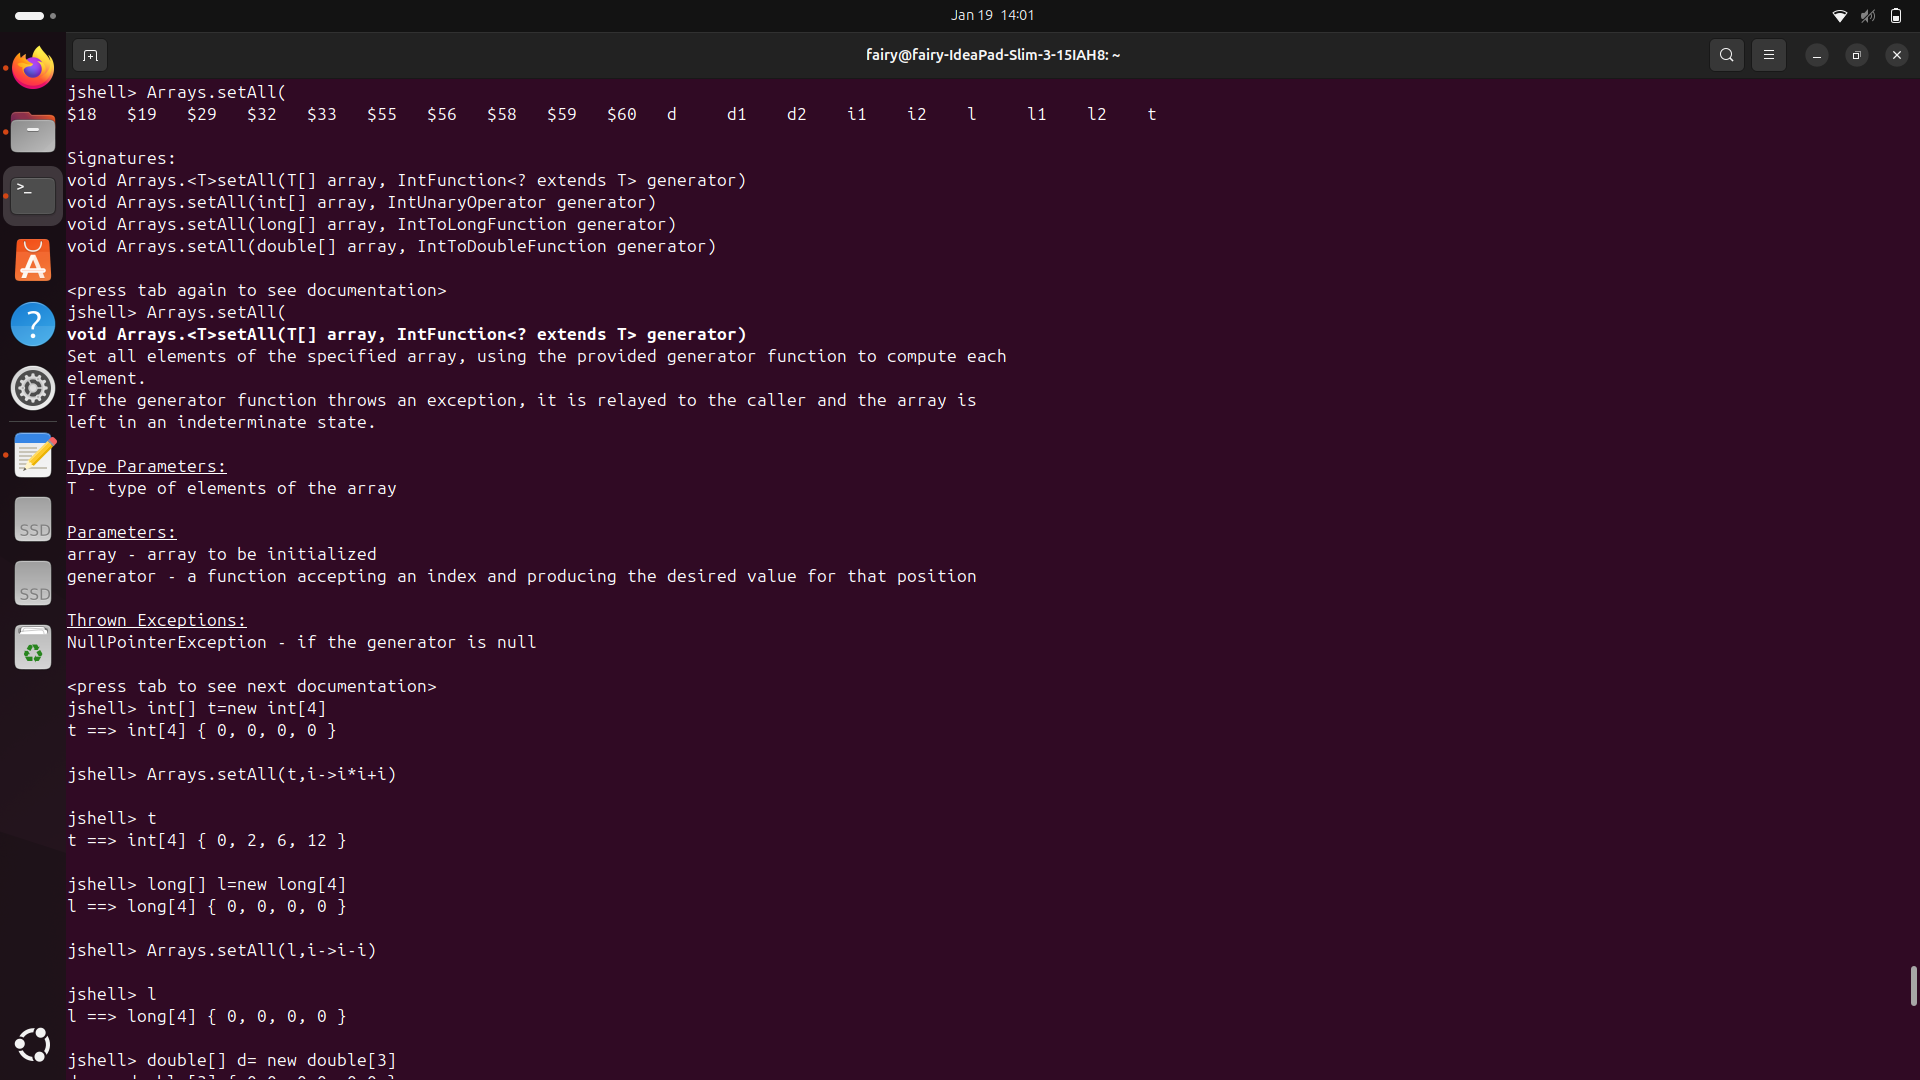 Jan 19 14:01
fairy@fairy-IdeaPad-Slim-3-15IAH8: ~
jshell> Arrays.setAll(
$18 $19 $29 $32 $33 $55 $56 $58 $59 $60 d d1 d2 i1 i2 l l1 l2 t
Signatures:
void Arrays.<T>setAll(T[] array, IntFunction<? extends T> generator)
void Arrays.setAll(int[] array, IntUnaryOperator generator)
void Arrays.setAll(long[] array, IntToLongFunction generator)
void Arrays.setAll(double[] array, IntToDoubleFunction generator)
<press tab again to see documentation>
jshell> Arrays.setAll(
void Arrays.<T>setAll(T[] array, IntFunction<? extends T> generator)
Set all elements of the specified array, using the provided generator function to compute each
element.
If the generator function throws an exception, it is relayed to the caller and the array is
left in an indeterminate state.
Type Parameters:
T - type of elements of the array
Parameters:
array - array to be initialized
generator - a function accepting an index and producing the desired value for that position
Thrown Exceptions:
NullPointerException - if the generator is null
<press tab to see next documentation>
jshell> int[] t=new int[4]
t ==> int[4] { 0, 0, 0, 0 }
jshell> Arrays.setAll(t,i->i*i+i)
jshell> t
t ==> int[4] { 0, 2, 6, 12 }
jshell> long[] l=new long[4]
l ==> long[4] { 0, 0, 0, 0 }
jshell> Arrays.setAll(l,i->i-i)
jshell> l
l ==> long[4] { 0, 0, 0, 0 }
jshell> double[] d= new double[3]
SSD
SSD